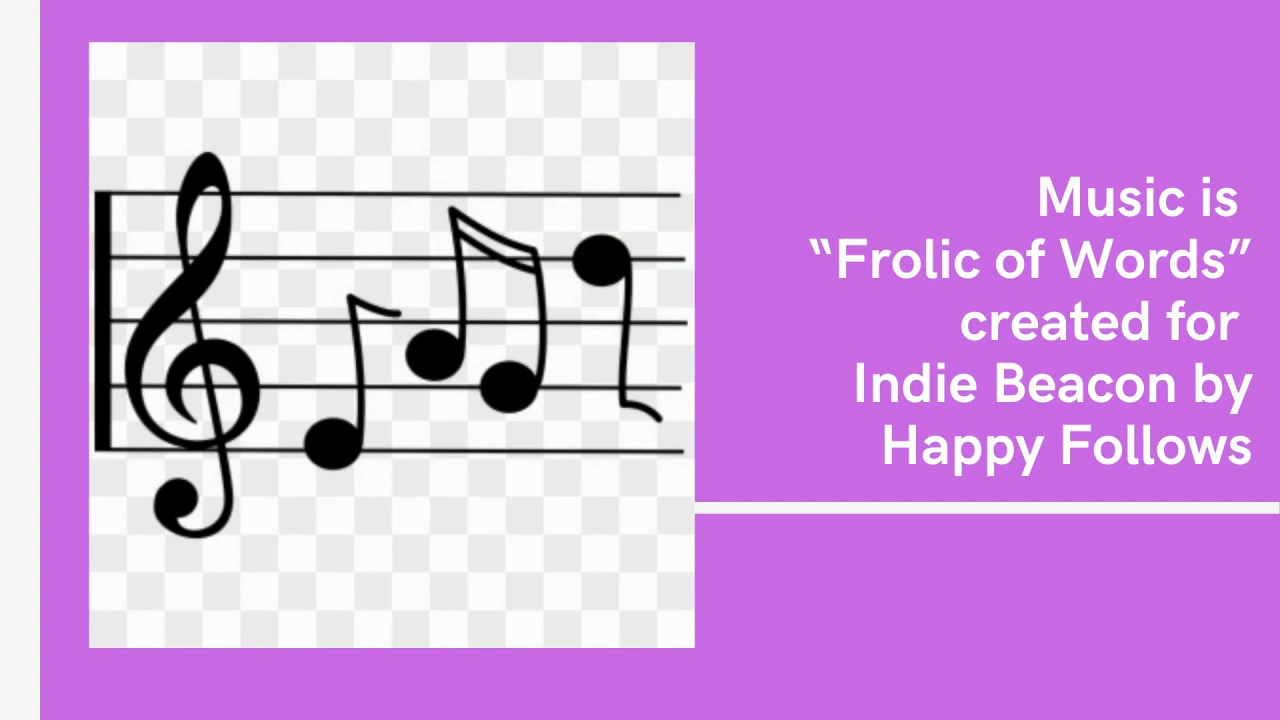 Music is
“Frolic of Words”
created for
Indie Beacon by
Happy Follows